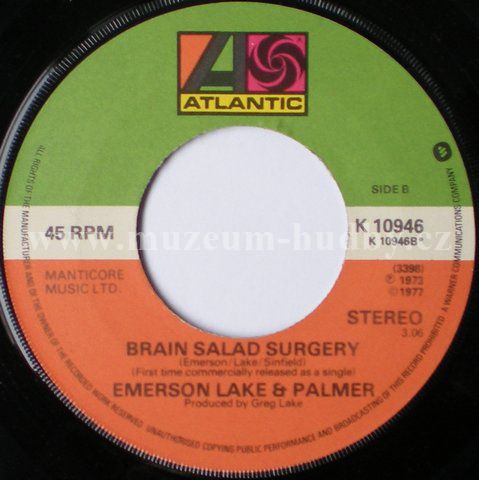 ATLANTIC
SIDE B
45 RPM
K 10946
K 10946B*
www.muzeum-hudby.cz
MANTICORE
MUSIC LTD.
(3398)
℗ 1973
© 1977
STEREO
3.06
BRAIN SALAD SURGERY
(Emerson/Lake/Sinfield)
(First time commercially released as a single)
EMERSON LAKE & PALMER
Produced by Greg Lake
ALL RIGHTS OF THE MANUFACTURER AND OF THE OWNER OF THE RECORDED WORK RESERVED UNAUTHORISED COPYING PUBLIC PERFORMANCE AND BROADCASTING OF THIS RECORD PROHIBITED A WARNER COMMUNICATIONS COMPANY